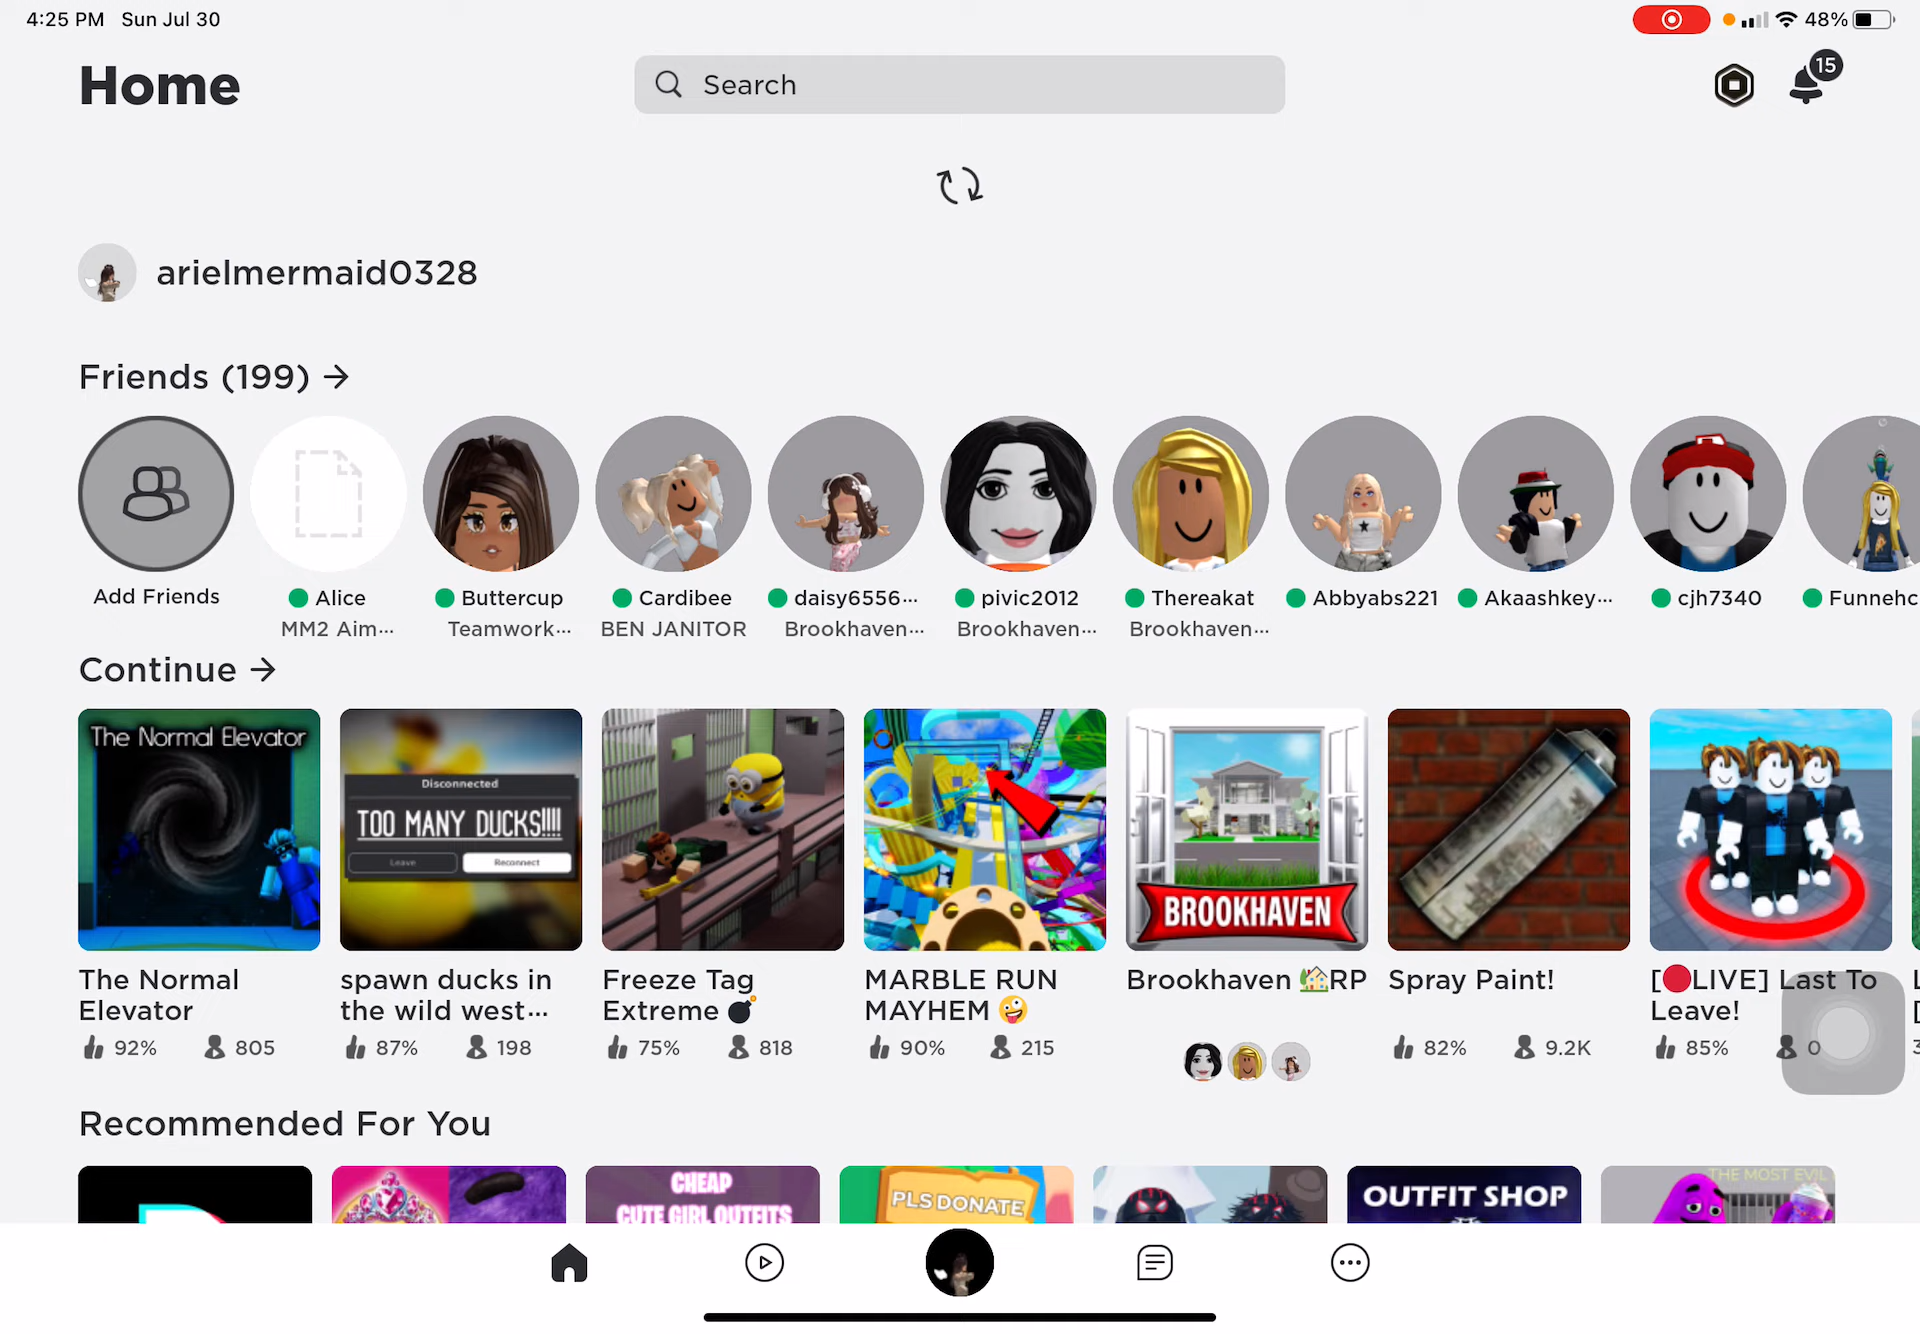 4:25 PM Sun Jul 30
48%
Home
Search
15
arielmermaid0328
Friends (199)
Add Friends
Alice
MM2 Aim...
Buttercup
Teamwork...
Cardibee
BEN JANITOR
daisy6556...
Brookhaven...
pivic2012
Brookhaven...
Thereakat
Brookhaven...
Abbyabs221
Akaashkey...
cjh7340
Funnehc
Continue
The Normal Elevator
Disconnected
TOO MANY DUCKS!!!!
Leave
Reconnect
BROOKHAVEN
The Normal
Elevator
92% 805
spawn ducks in
the wild west...
87% 198
Freeze Tag
Extreme 💣
75% 818
MARBLE RUN
MAYHEM 🤪
90% 215
Brookhaven 🏡RP
Spray Paint!
82% 9.2K
[🔴LIVE] Last To
Leave!
85% 0
Recommended For You
CHEAP
CUTE GIRL OUTFITS
PLS DONATE
OUTFIT SHOP
THE MOST EVIL